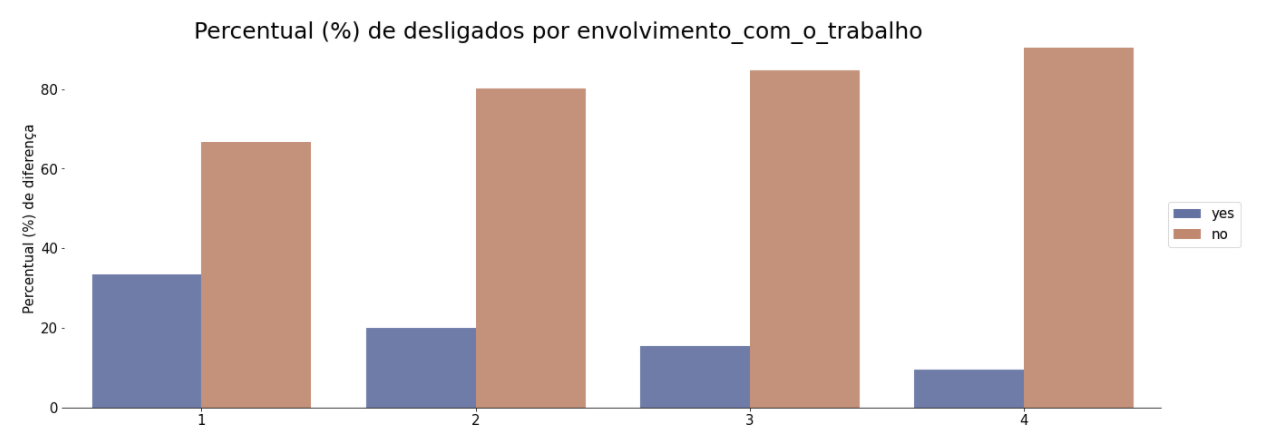 Percentual (%) de desligados por envolvimento_com_o_trabalho
Percentual (%) de diferença
80
60
40
20
0
1
2
3
4
yes
no